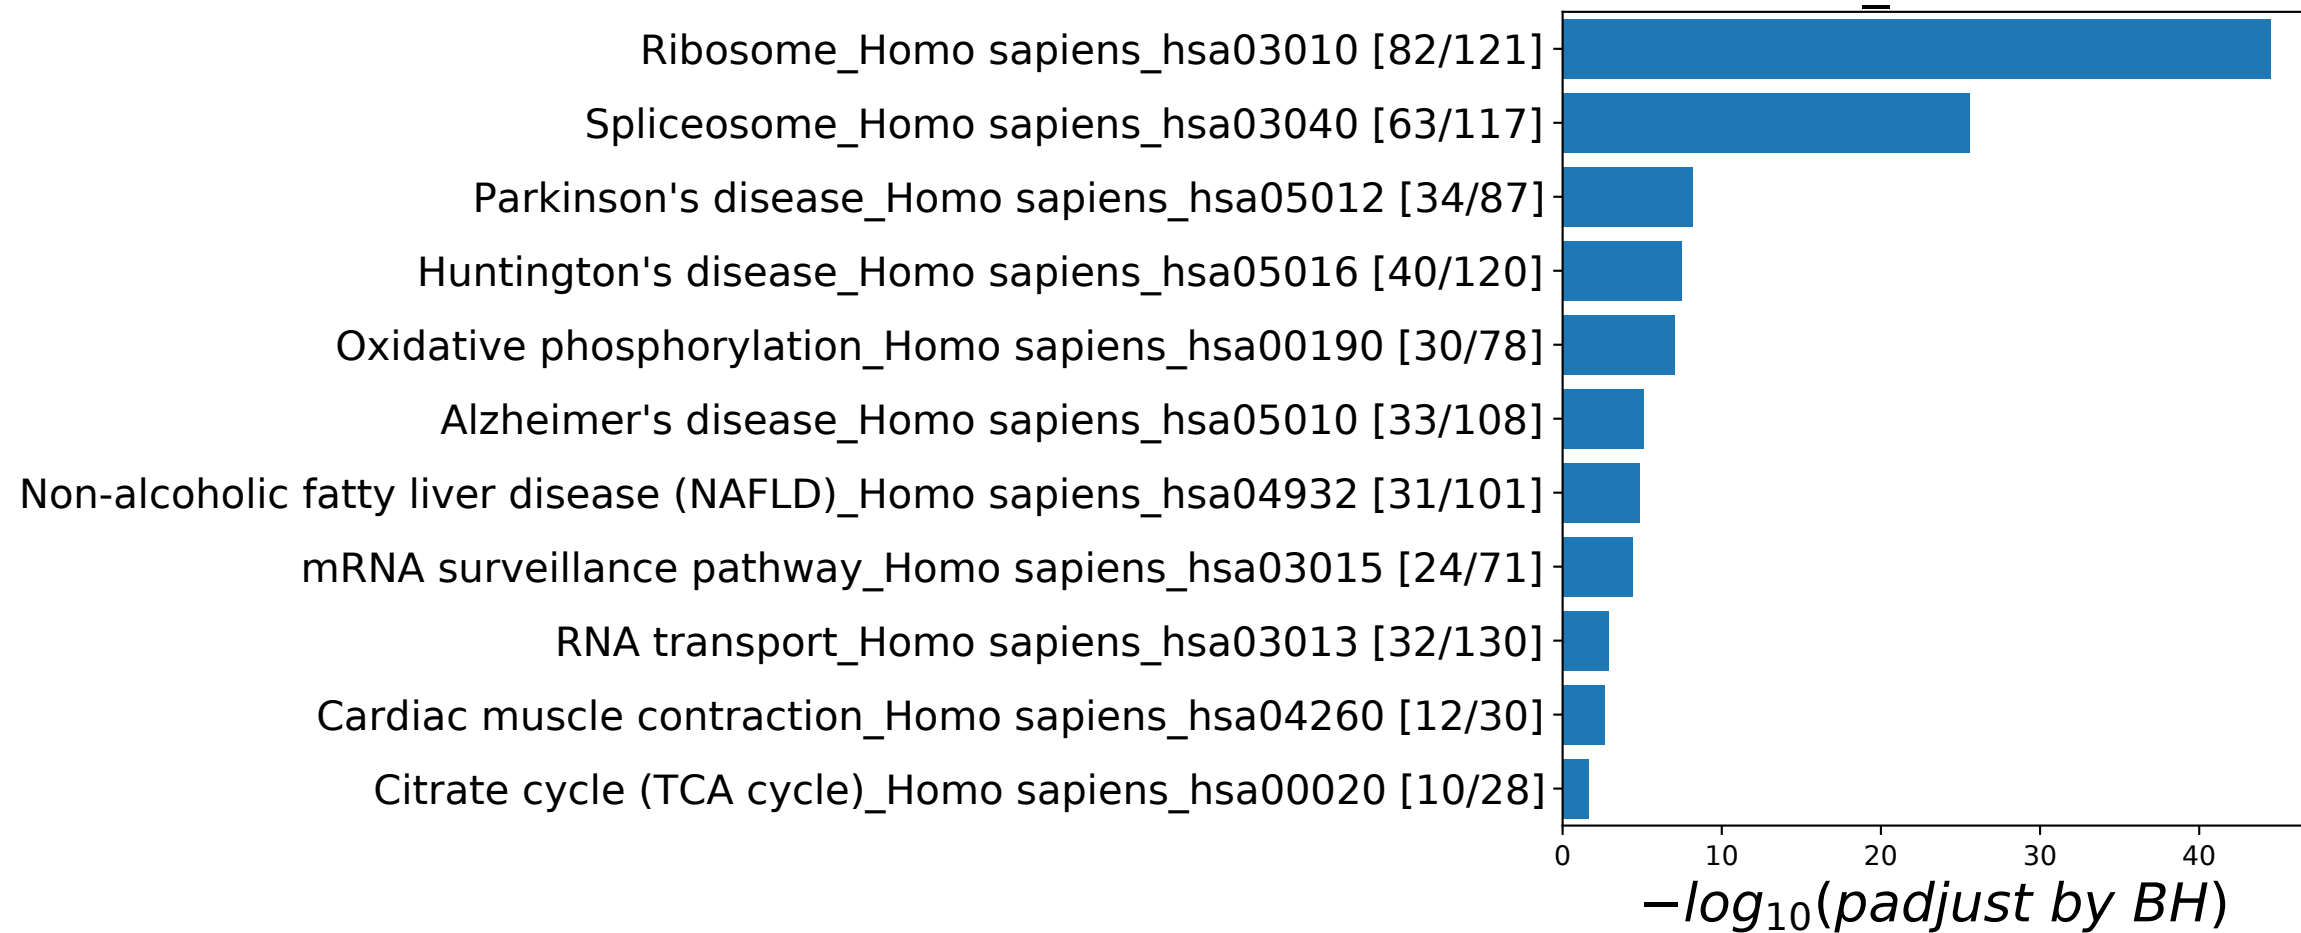 Ribosome_Homo sapiens_hsa03010 [82/121]
Spliceosome_Homo sapiens_hsa03040 [63/117]
Parkinson's disease_Homo sapiens_hsa05012 [34/87]
Huntington's disease_Homo sapiens_hsa05016 [40/120]
Oxidative phosphorylation_Homo sapiens_hsa00190 [30/78]
Alzheimer's disease_Homo sapiens_hsa05010 [33/108]
Non-alcoholic fatty liver disease (NAFLD)_Homo sapiens_hsa04932 [31/101]
mRNA surveillance pathway_Homo sapiens_hsa03015 [24/71]
RNA transport_Homo sapiens_hsa03013 [32/130]
Cardiac muscle contraction_Homo sapiens_hsa04260 [12/30]
Citrate cycle (TCA cycle)_Homo sapiens_hsa00020 [10/28]
0 10 20 30 40
−log₁₀(padjust by BH)